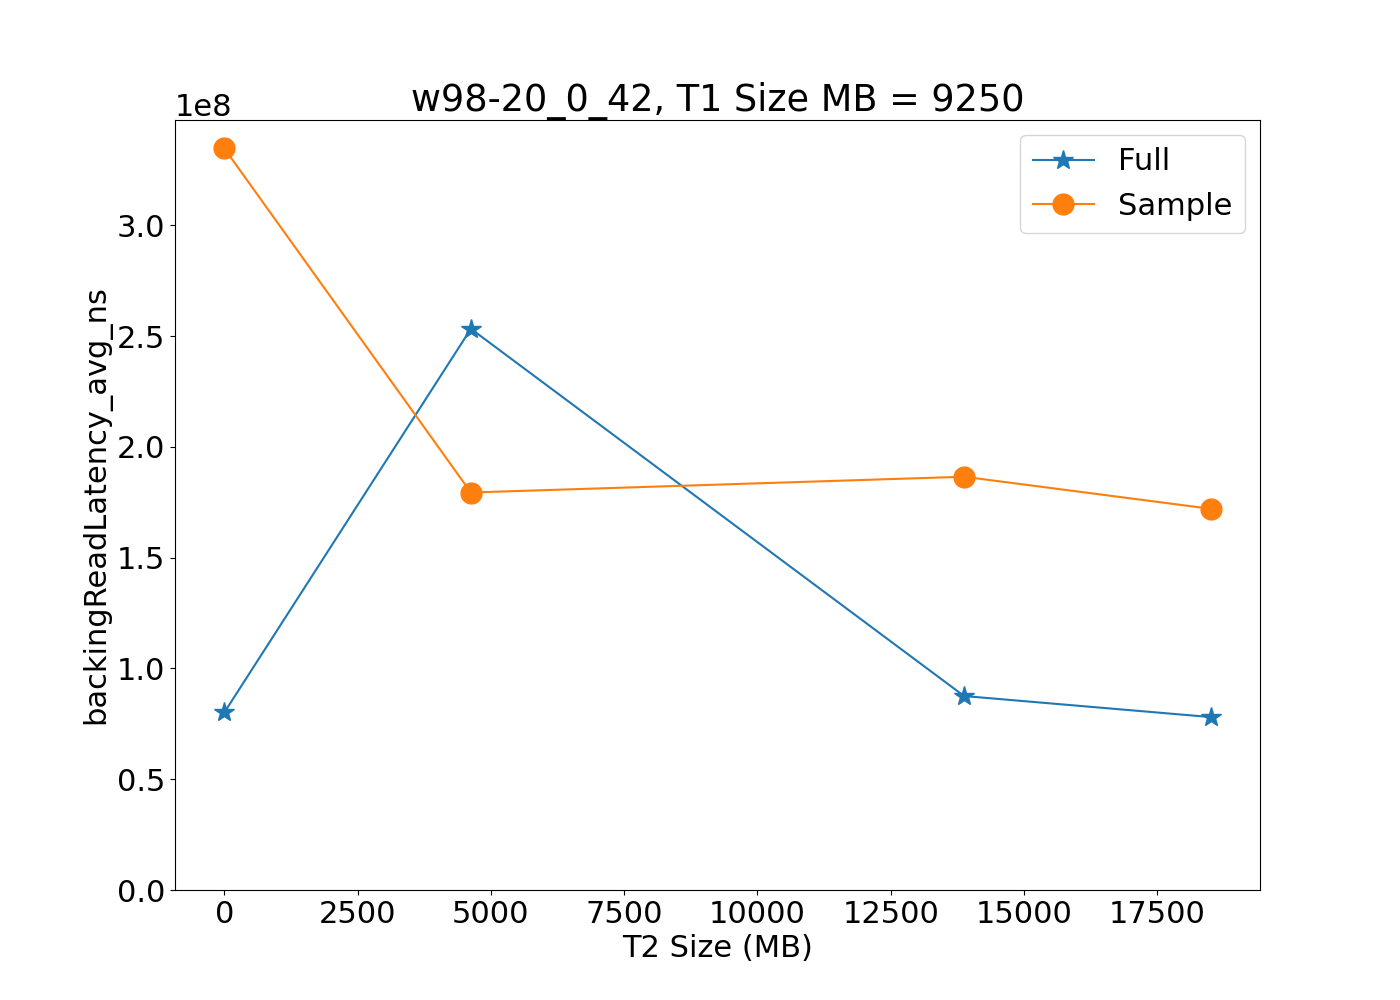 w98-20_0_42, T1 Size MB = 9250
1e8
Full
Sample
3.0
2.5
2.0
1.5
1.0
0.5
0.0
backingReadLatency_avg_ns
0 2500 5000 7500 10000 12500 15000 17500
T2 Size (MB)